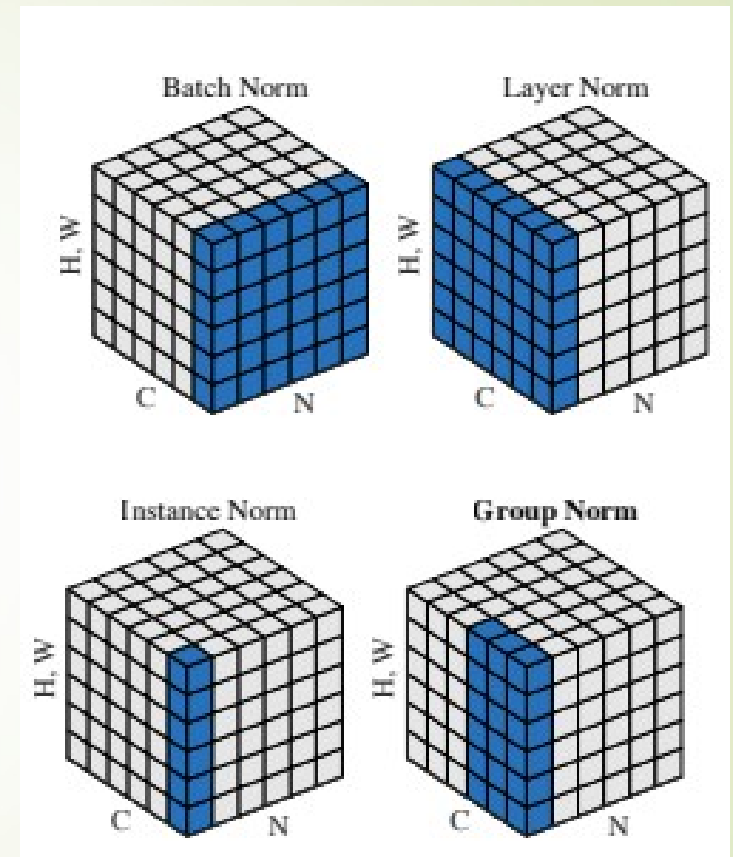 Batch Norm
Layer Norm
H, W
C
N
H, W
C
N
Instance Norm
Group Norm
H, W
C
N
H, W
C
N